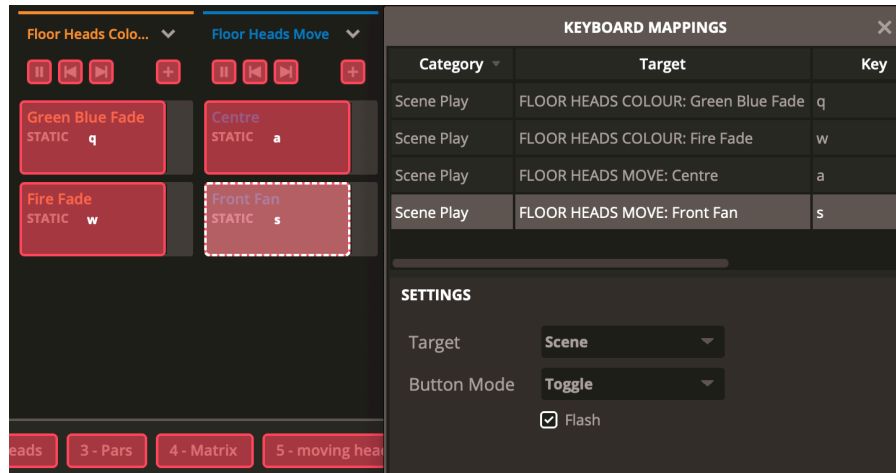 Floor Heads Colo...
Floor Heads Move
Green Blue Fade
STATIC q
Centre
STATIC a
Fire Fade
STATIC w
Front Fan
STATIC s
eads
3 - Pars
4 - Matrix
5 - moving hea
KEYBOARD MAPPINGS
Category Target Key
Scene Play FLOOR HEADS COLOUR: Green Blue Fade q
Scene Play FLOOR HEADS COLOUR: Fire Fade w
Scene Play FLOOR HEADS MOVE: Centre a
Scene Play FLOOR HEADS MOVE: Front Fan s
SETTINGS
Target Scene
Button Mode Toggle
Flash